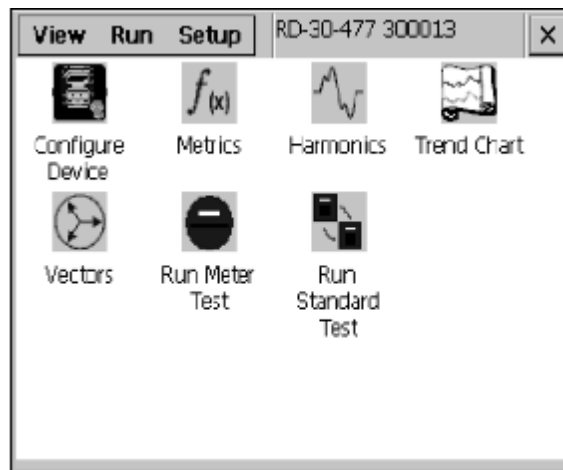 View Run Setup RD-30-477 300013 X
f(x)
Configure Device
Metrics
Harmonics
Trend Chart
Vectors
Run Meter Test
Run Standard Test